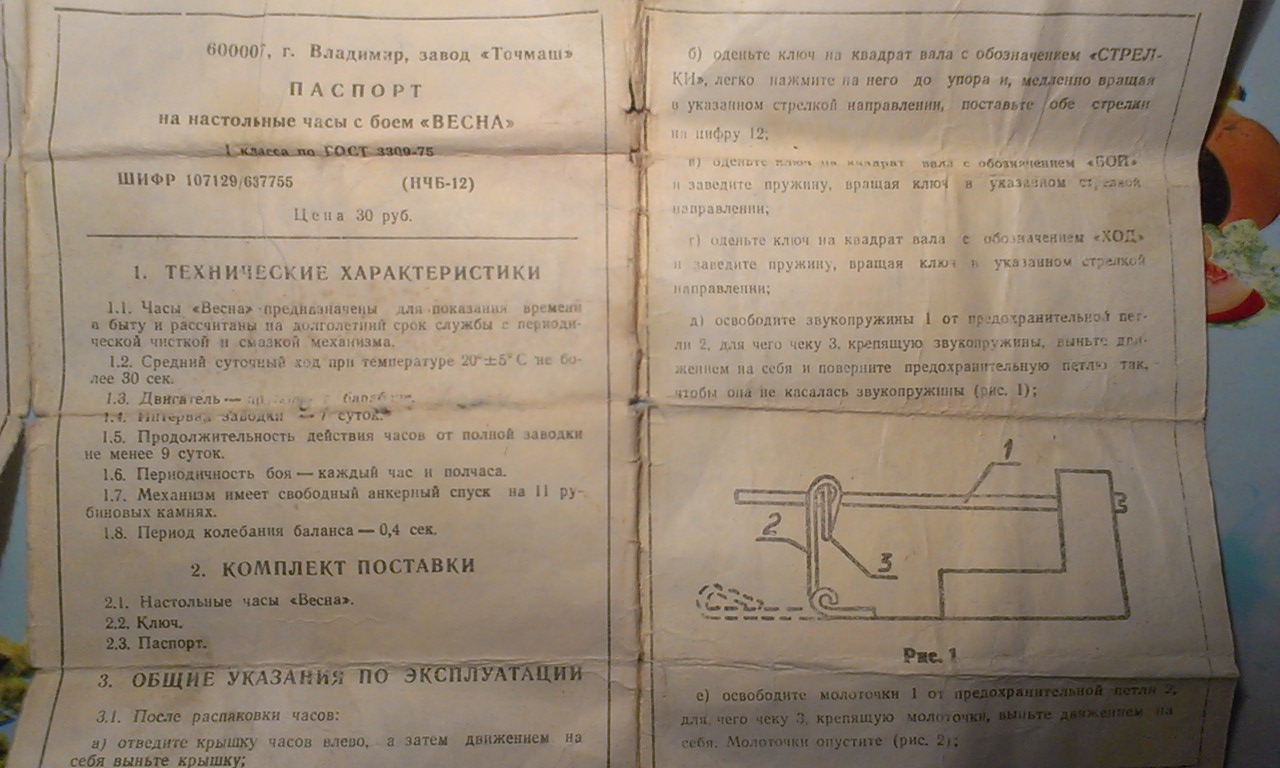 600007, г. Владимир, завод «Точмаш»
ПАСПОРТ
на настольные часы с боем «ВЕСНА»
1 класса по ГОСТ 3309-75
ШИФР 107129/637755 (НЧБ-12)
Цена 30 руб.
1. ТЕХНИЧЕСКИЕ ХАРАКТЕРИСТИКИ
1.1. Часы «Весна» предназначены для показания времени
в быту и рассчитаны на долголетний срок службы с периоди-
ческой чисткой и смазкой механизма.
1.2. Средний суточный ход при температуре 20°±5°С не бо-
лее 30 сек.
1.3. Двигатель —
1.4. Интервал заводки — 7 суток.
1.5. Продолжительность действия часов от полной заводки
не менее 9 суток.
1.6. Периодичность боя — каждый час и полчаса.
1.7. Механизм имеет свободный анкерный спуск на 11 ру-
биновых камнях.
1.8. Период колебания баланса — 0,4 сек.
2. КОМПЛЕКТ ПОСТАВКИ
2.1. Настольные часы «Весна».
2.2. Ключ.
2.3. Паспорт.
3. ОБЩИЕ УКАЗАНИЯ ПО ЭКСПЛУАТАЦИИ
3.1. После распаковки часов:
а) отведите крышку часов влево, а затем движением на
себя выньте крышку;
б) оденьте ключ на квадрат вала с обозначением «СТРЕЛ-
КИ», легко нажмите на него до упора и, медленно вращая
в указанном стрелкой направлении, поставьте обе стрелки
на цифру 12;
в) оденьте ключ на квадрат вала с обозначением «БОЙ»
и заведите пружину, вращая ключ в указанном стрелкой
направлении;
г) оденьте ключ на квадрат вала с обозначением «ХОД»
и заведите пружину, вращая ключ в указанном стрелкой
направлении;
д) освободите звукопружины 1 от предохранительной пет-
ли 2, для чего чеку 3, крепящую звукопружины, выньте дви-
жением на себя и поверните предохранительную петлю так,
чтобы она не касалась звукопружины (рис. 1);
1
2
3
Рис. 1
е) освободите молоточки 1 от предохранительной петли 2,
для чего чеку 3, крепящую молоточки, выньте движением на
себя. Молоточки опустите (рис. 2);